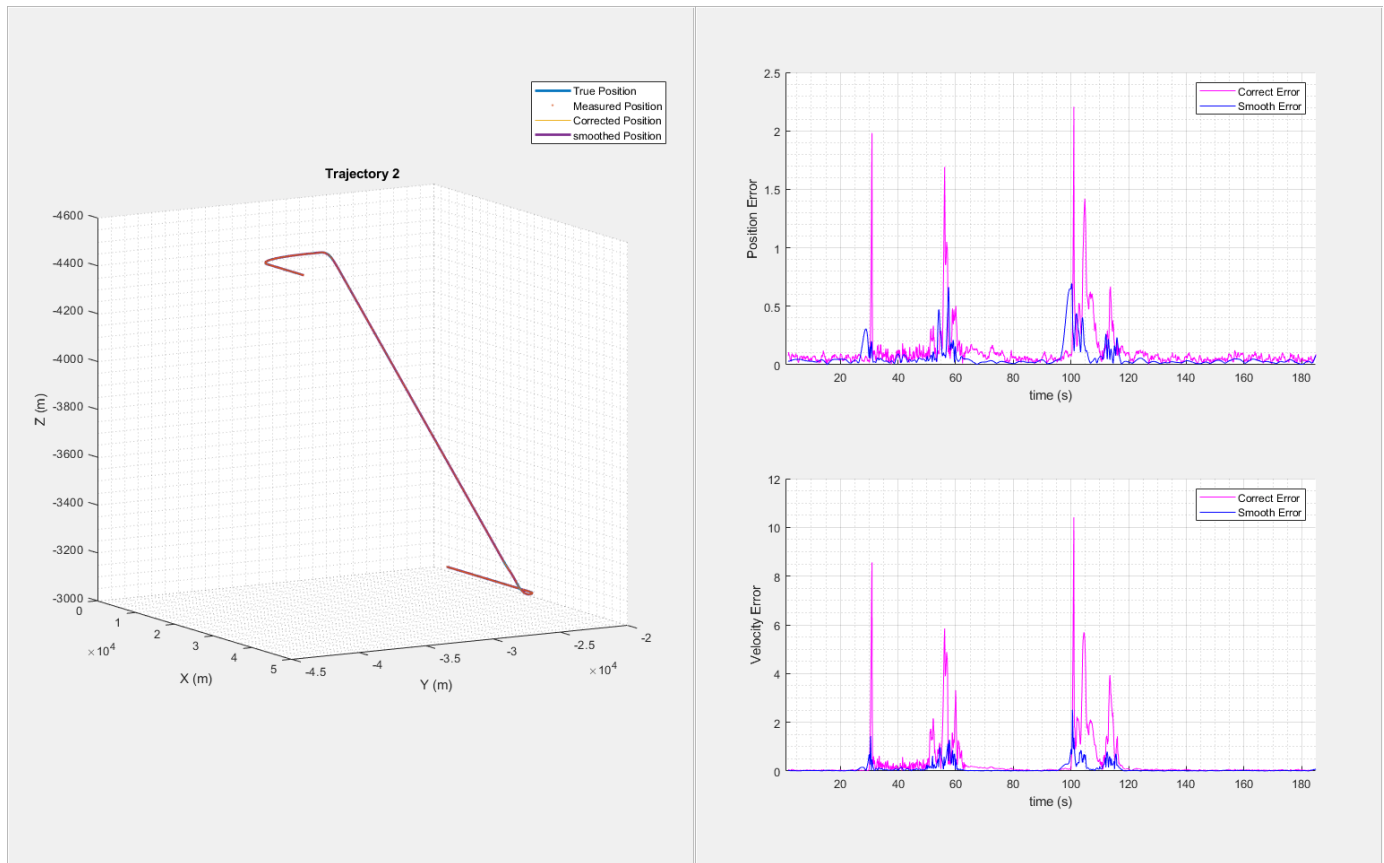 True Position
Measured Position
Corrected Position
smoothed Position
Trajectory 2
-4600
-4400
-4200
-4000
-3800
-3600
-3400
-3200
-3000
Z (m)
0
1
2
3
4
5
×10^4
X (m)
-4.5
-4
-3.5
-3
-2.5
-2
×10^4
Y (m)
2.5
2
1.5
1
0.5
0
Position Error
Correct Error
Smooth Error
20 40 60 80 100 120 140 160 180
time (s)
12
10
8
6
4
2
0
Velocity Error
Correct Error
Smooth Error
20 40 60 80 100 120 140 160 180
time (s)